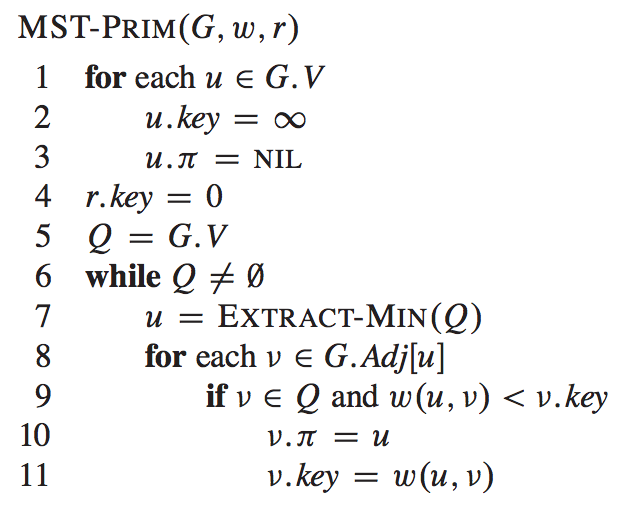 MST-PRIM(G, w, r)
1 for each u ∈ G.V
2 u.key = ∞
3 u.π = NIL
4 r.key = 0
5 Q = G.V
6 while Q ≠ ∅
7 u = EXTRACT-MIN(Q)
8 for each v ∈ G.Adj[u]
9 if v ∈ Q and w(u, v) < v.key
10 v.π = u
11 v.key = w(u, v)